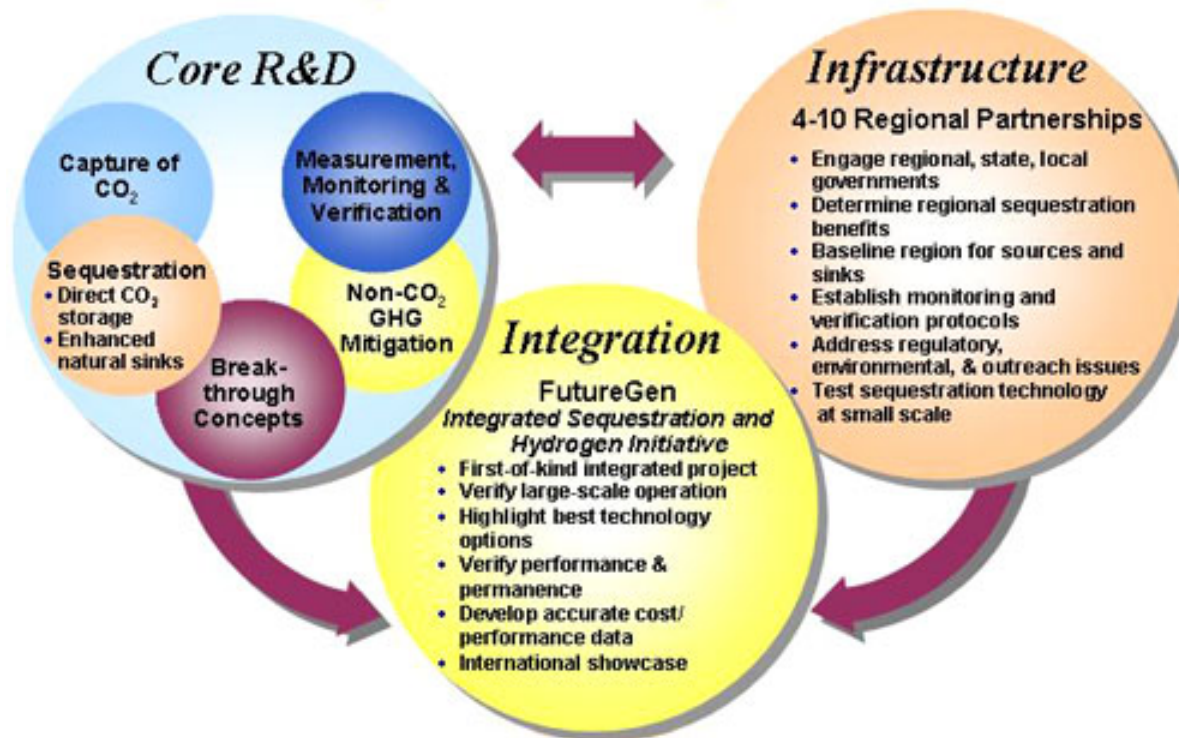 Core R&D
Capture of
CO₂
Measurement,
Monitoring &
Verification
Sequestration
• Direct CO₂
storage
• Enhanced
natural sinks
Non-CO₂
GHG
Mitigation
Break-
through
Concepts
Infrastructure
4-10 Regional Partnerships
• Engage regional, state, local
governments
• Determine regional sequestration
benefits
• Baseline region for sources and
sinks
• Establish monitoring and
verification protocols
• Address regulatory,
environmental, & outreach issues
• Test sequestration technology
at small scale
Integration
FutureGen
Integrated Sequestration and
Hydrogen Initiative
• First-of-kind integrated project
• Verify large-scale operation
• Highlight best technology
options
• Verify performance &
permanence
• Develop accurate cost/
performance data
• International showcase